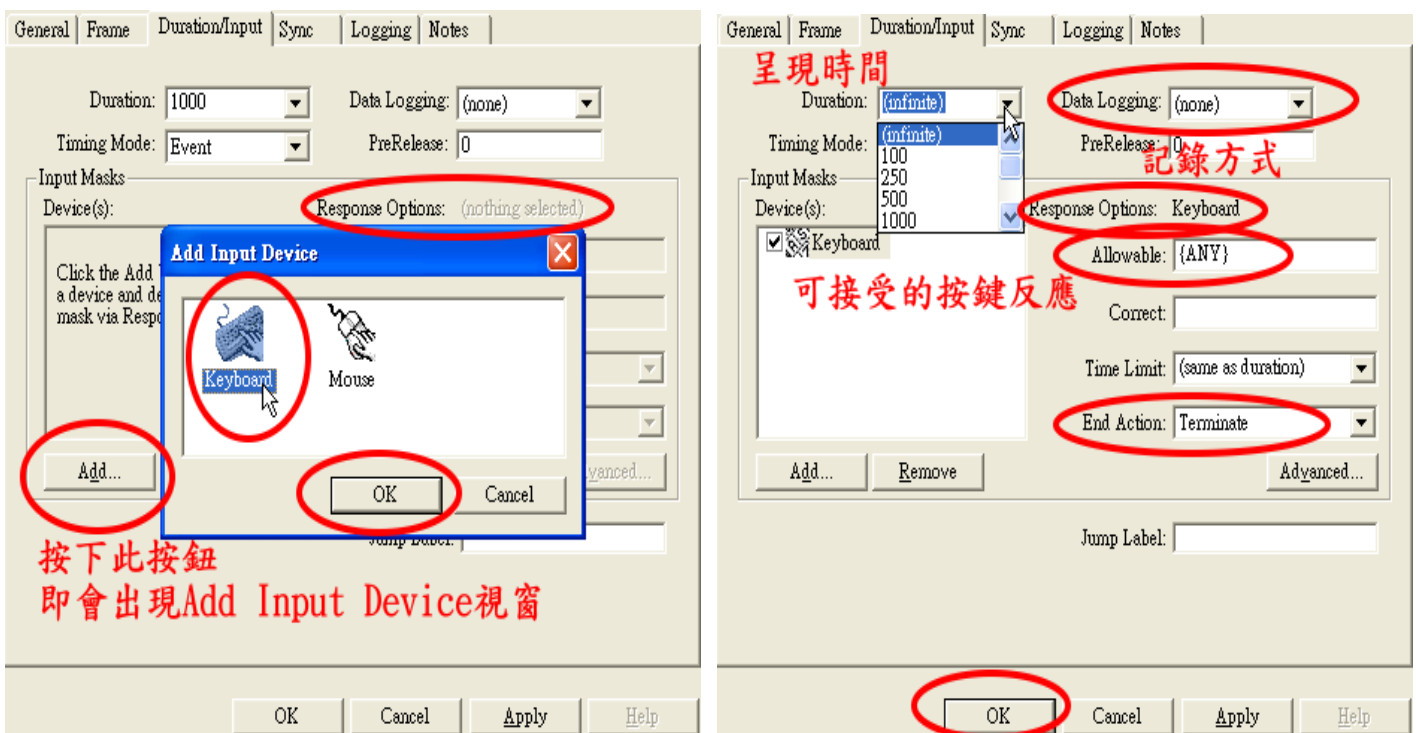 General Frame Duration/Input Sync Logging Notes
Duration: 1000 Data Logging: (none)
Timing Mode: Event PreRelease: 0
Input Masks
Device(s): Response Options: (nothing selected)
Add Input Device
Click the Add
a device and de
mask via Respo
Keyboard Mouse
Add... OK Cancel vanced...
按下此按鈕
即會出現Add Input Device視窗
OK Cancel Apply Help
General Frame Duration/Input Sync Logging Notes
呈現時間
Duration: (infinite) Data Logging: (none)
(infinite)
Timing Mode: PreRelease: 0
100
記錄方式
Input Masks
250
500
Device(s): Response Options: Keyboard
1000
Keyboard
Allowable: {ANY}
可接受的按鍵反應
Correct:
Time Limit: (same as duration)
End Action: Terminate
Add... Remove Advanced...
Jump Label:
OK Cancel Apply Help